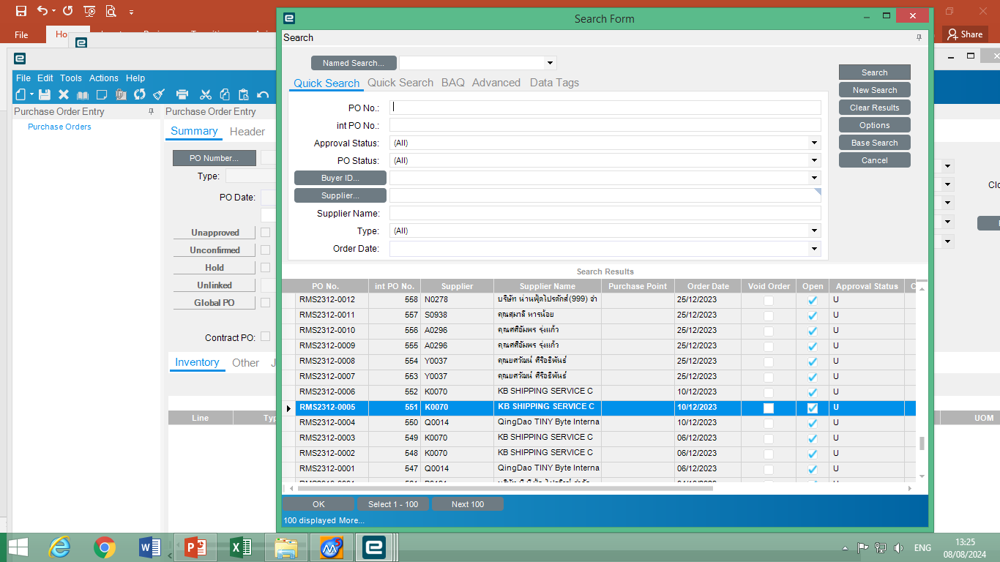 Search Form
File
Share
Search
Named Search...
Search
Quick Search Quick Search BAQ Advanced Data Tags
New Search
File Edit Tools Actions Help
PO No.:
int PO No.:
Clear Results
Purchase Order Entry
Purchase Order Entry
Purchase Orders
Summary Header
Approval Status: (All)
Options
PO Status: (All)
Base Search
PO Number...
Cancel
Type:
Buyer ID...
PO Date:
Supplier...
Supplier Name:
Unapproved
Type: (All)
Unconfirmed
Order Date:
Hold
Unlinked
Global PO
Contract PO:
Inventory Other
Line
UOM
Search Results
PO No. int PO No. Supplier Supplier Name Purchase Point Order Date Void Order Open Approval Status
RMS2312-0012 558 N0278 บริษัท น่านฟู้ดโปรดักส์(999) จำ 25/12/2023 U
RMS2312-0011 557 S0938 คุณสุมาลี หารน้อย 25/12/2023 U
RMS2312-0010 556 A0296 คุณศศิอัมพร รุ่งแก้ว 25/12/2023 U
RMS2312-0009 555 A0296 คุณศศิอัมพร รุ่งแก้ว 25/12/2023 U
RMS2312-0008 554 Y0037 คุณยศวัฒน์ ศิริอธิพันธ์ 25/12/2023 U
RMS2312-0007 553 Y0037 คุณยศวัฒน์ ศิริอธิพันธ์ 25/12/2023 U
RMS2312-0006 552 K0070 KB SHIPPING SERVICE C 10/12/2023 U
RMS2312-0005 551 K0070 KB SHIPPING SERVICE C 10/12/2023 U
RMS2312-0004 550 Q0014 QingDao TINY Byte Interna 10/12/2023 U
RMS2312-0003 549 K0070 KB SHIPPING SERVICE C 06/12/2023 U
RMS2312-0002 548 K0070 KB SHIPPING SERVICE C 06/12/2023 U
RMS2312-0001 547 Q0014 QingDao TINY Byte Interna 06/12/2023 U
OK Select 1 - 100 Next 100
100 displayed More...
ENG
13:25
08/08/2024